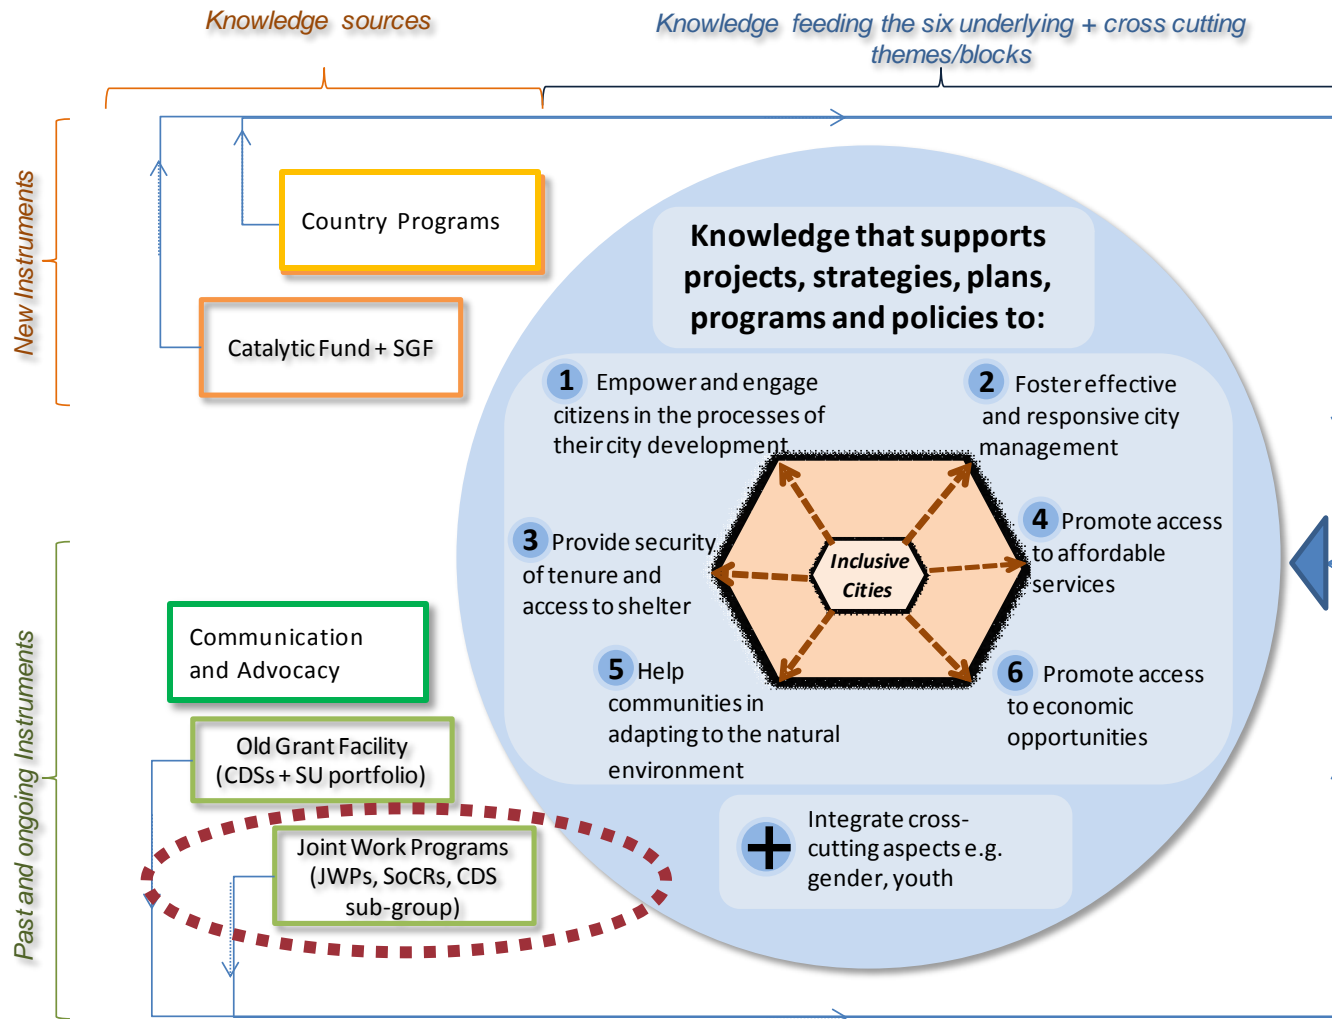 Knowledge sources
Knowledge feeding the six underlying + cross cutting
themes/blocks
New Instruments
Country Programs
Catalytic Fund + SGF
Knowledge that supports
projects, strategies, plans,
programs and policies to:
1 Empower and engage
citizens in the processes of
their city development
2 Foster effective
and responsive city
management
3 Provide security
of tenure and
access to shelter
Inclusive
Cities
4 Promote access
to affordable
services
5 Help
communities in
adapting to the natural
environment
6 Promote access
to economic
opportunities
+ Integrate cross-
cutting aspects e.g.
gender, youth
Past and ongoing Instruments
Communication
and Advocacy
Old Grant Facility
(CDSs + SU portfolio)
Joint Work Programs
(JWPs, SoCRs, CDS
sub-group)